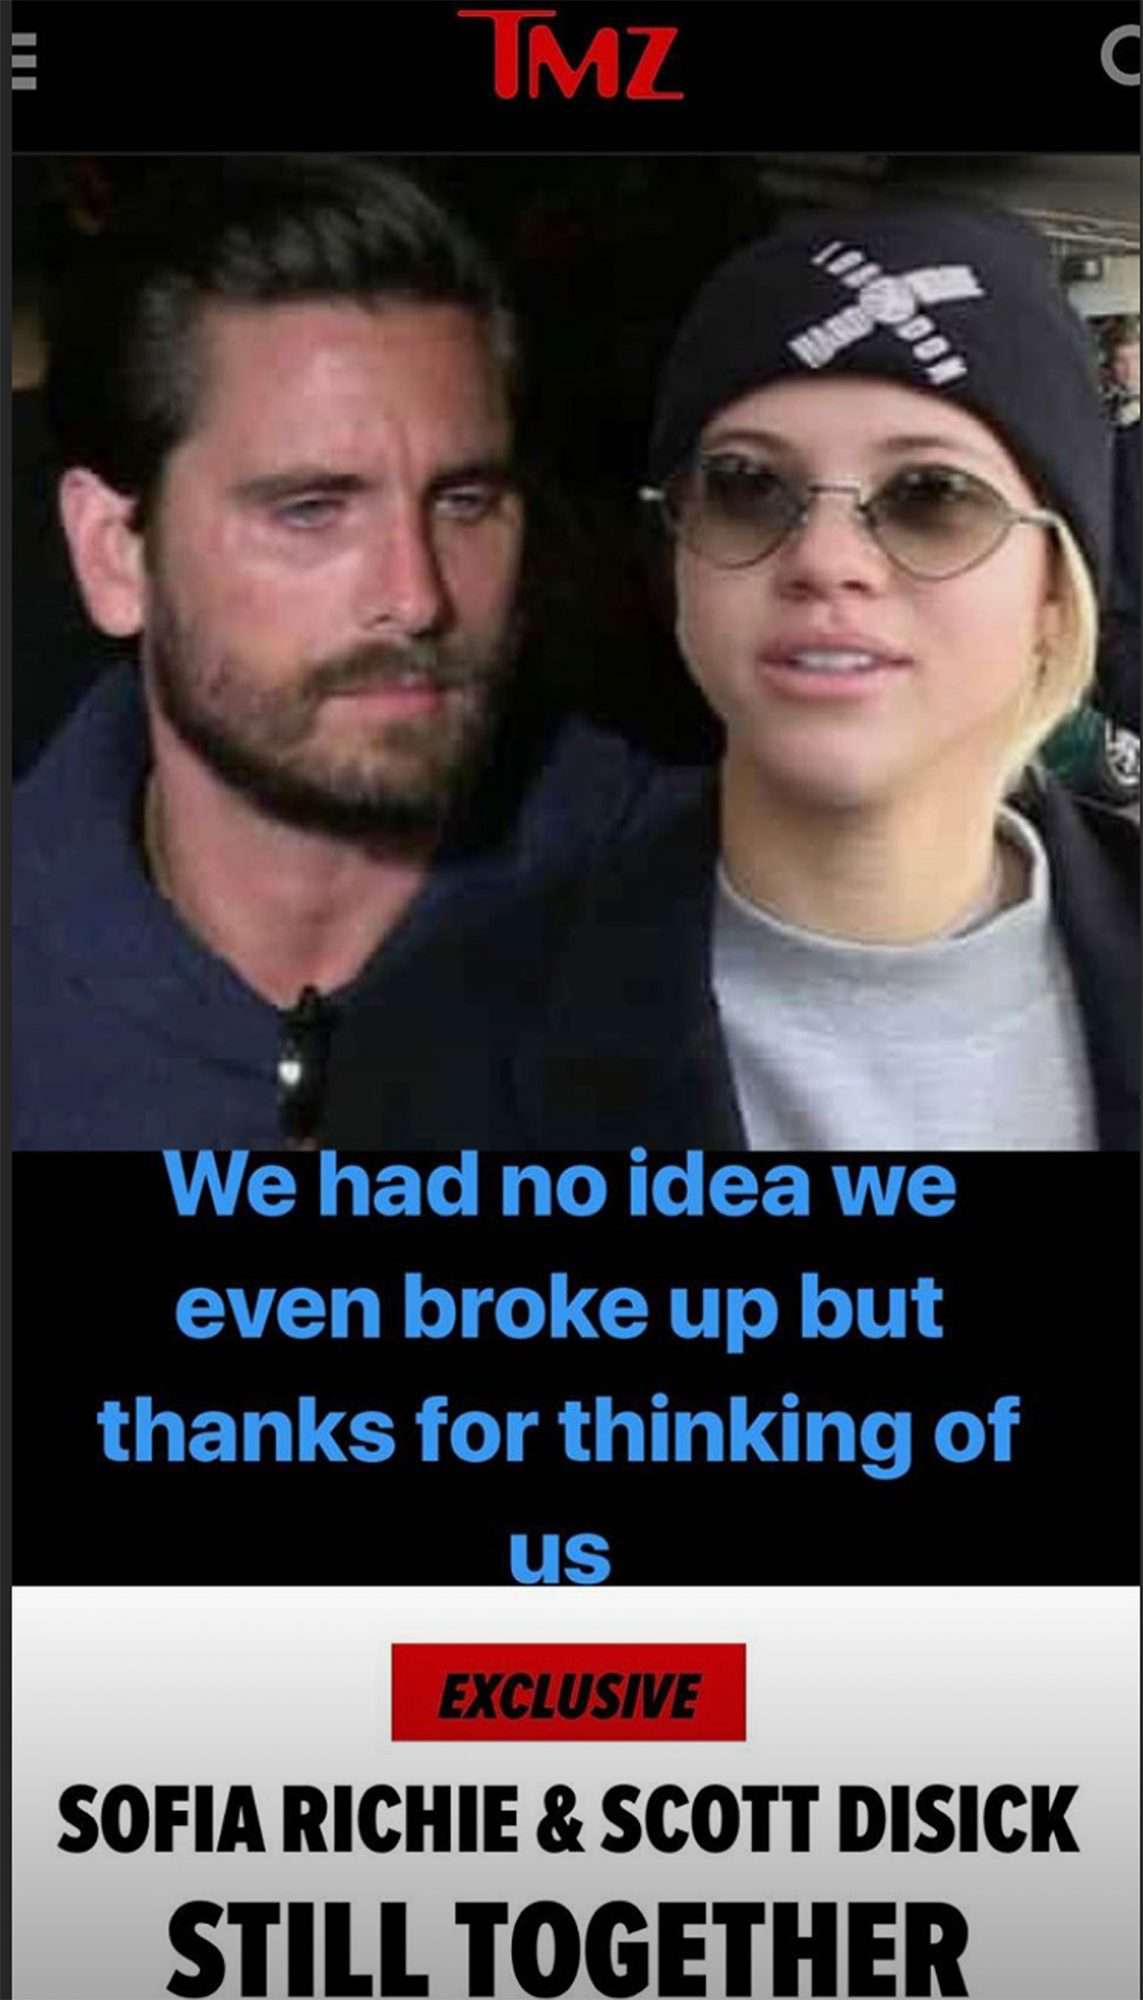 TMZ
We had no idea we
even broke up but
thanks for thinking of
us
EXCLUSIVE
SOFIA RICHIE & SCOTT DISICK
STILL TOGETHER